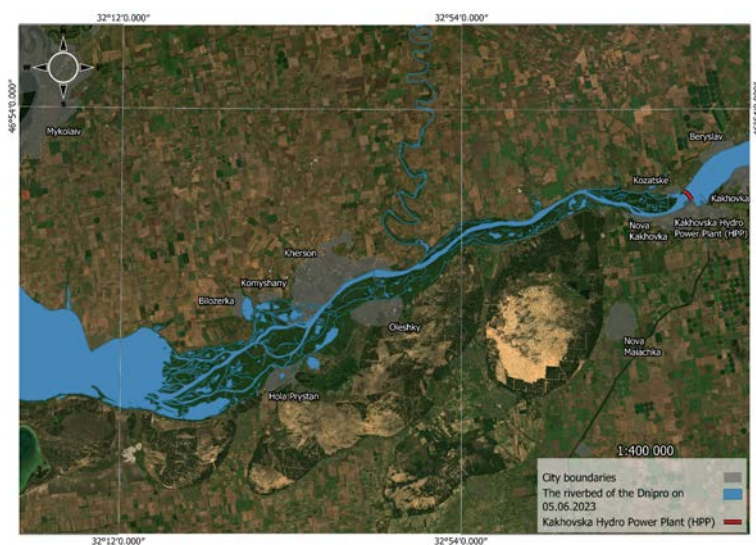 32°12'0.000"
32°54'0.000"
N
W
E
S
46°54'0.000"
Mykolaiv
Beryslav
Kozatske
Kakhovka
Nova
Kakhovka
Kakhovska Hydro
Power Plant (HPP)
Kherson
Komyshany
Bilozerka
Oleshky
Nova
Maiachka
Hola Prystan
1:400 000
City boundaries
The riverbed of the Dnipro on
05.06.2023
Kakhovska Hydro Power Plant (HPP)
32°12'0.000"
32°54'0.000"